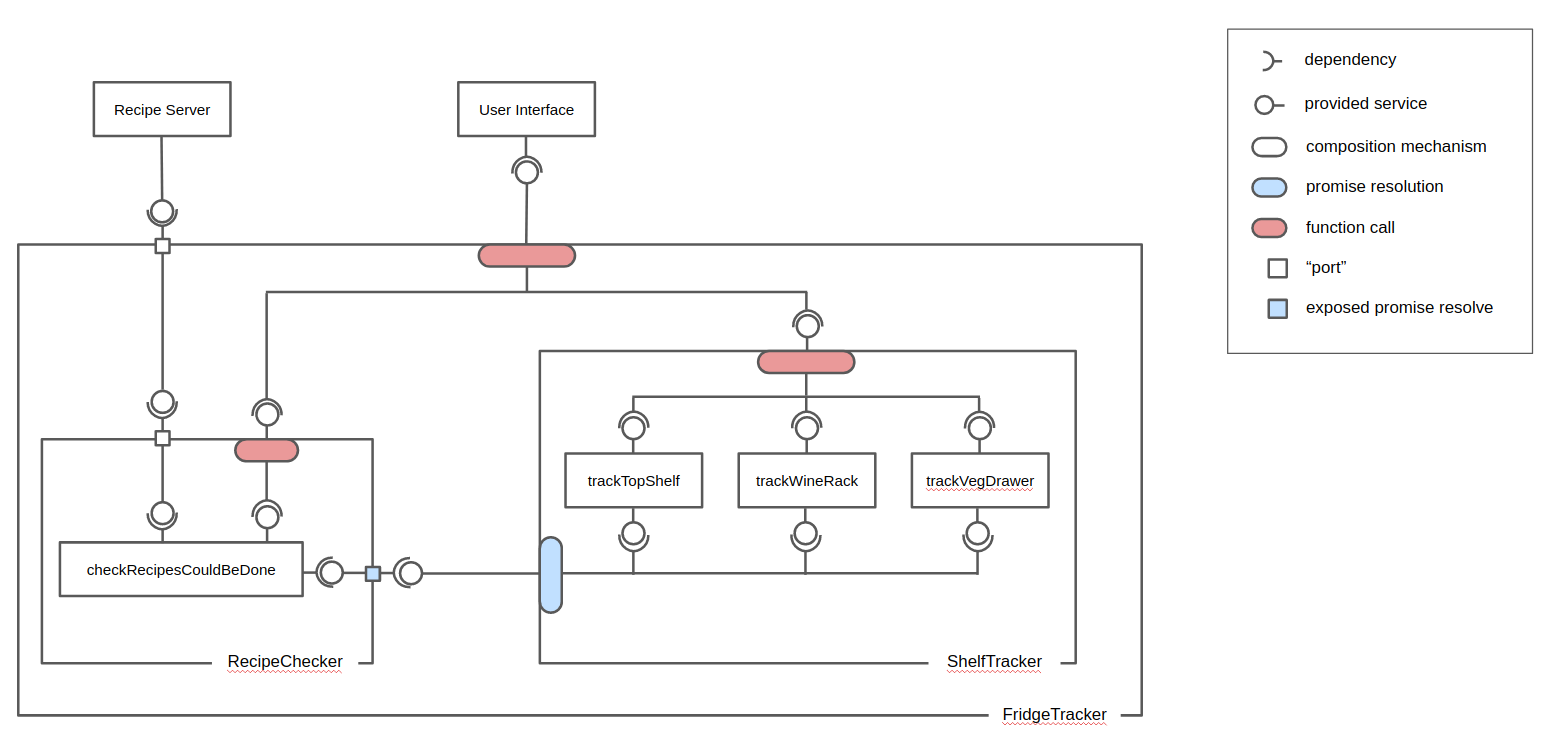 Recipe Server
User Interface
dependency
provided service
composition mechanism
promise resolution
function call
“port”
exposed promise resolve
trackTopShelf
trackWineRack
trackVegDrawer
checkRecipesCouldBeDone
RecipeChecker
ShelfTracker
FridgeTracker